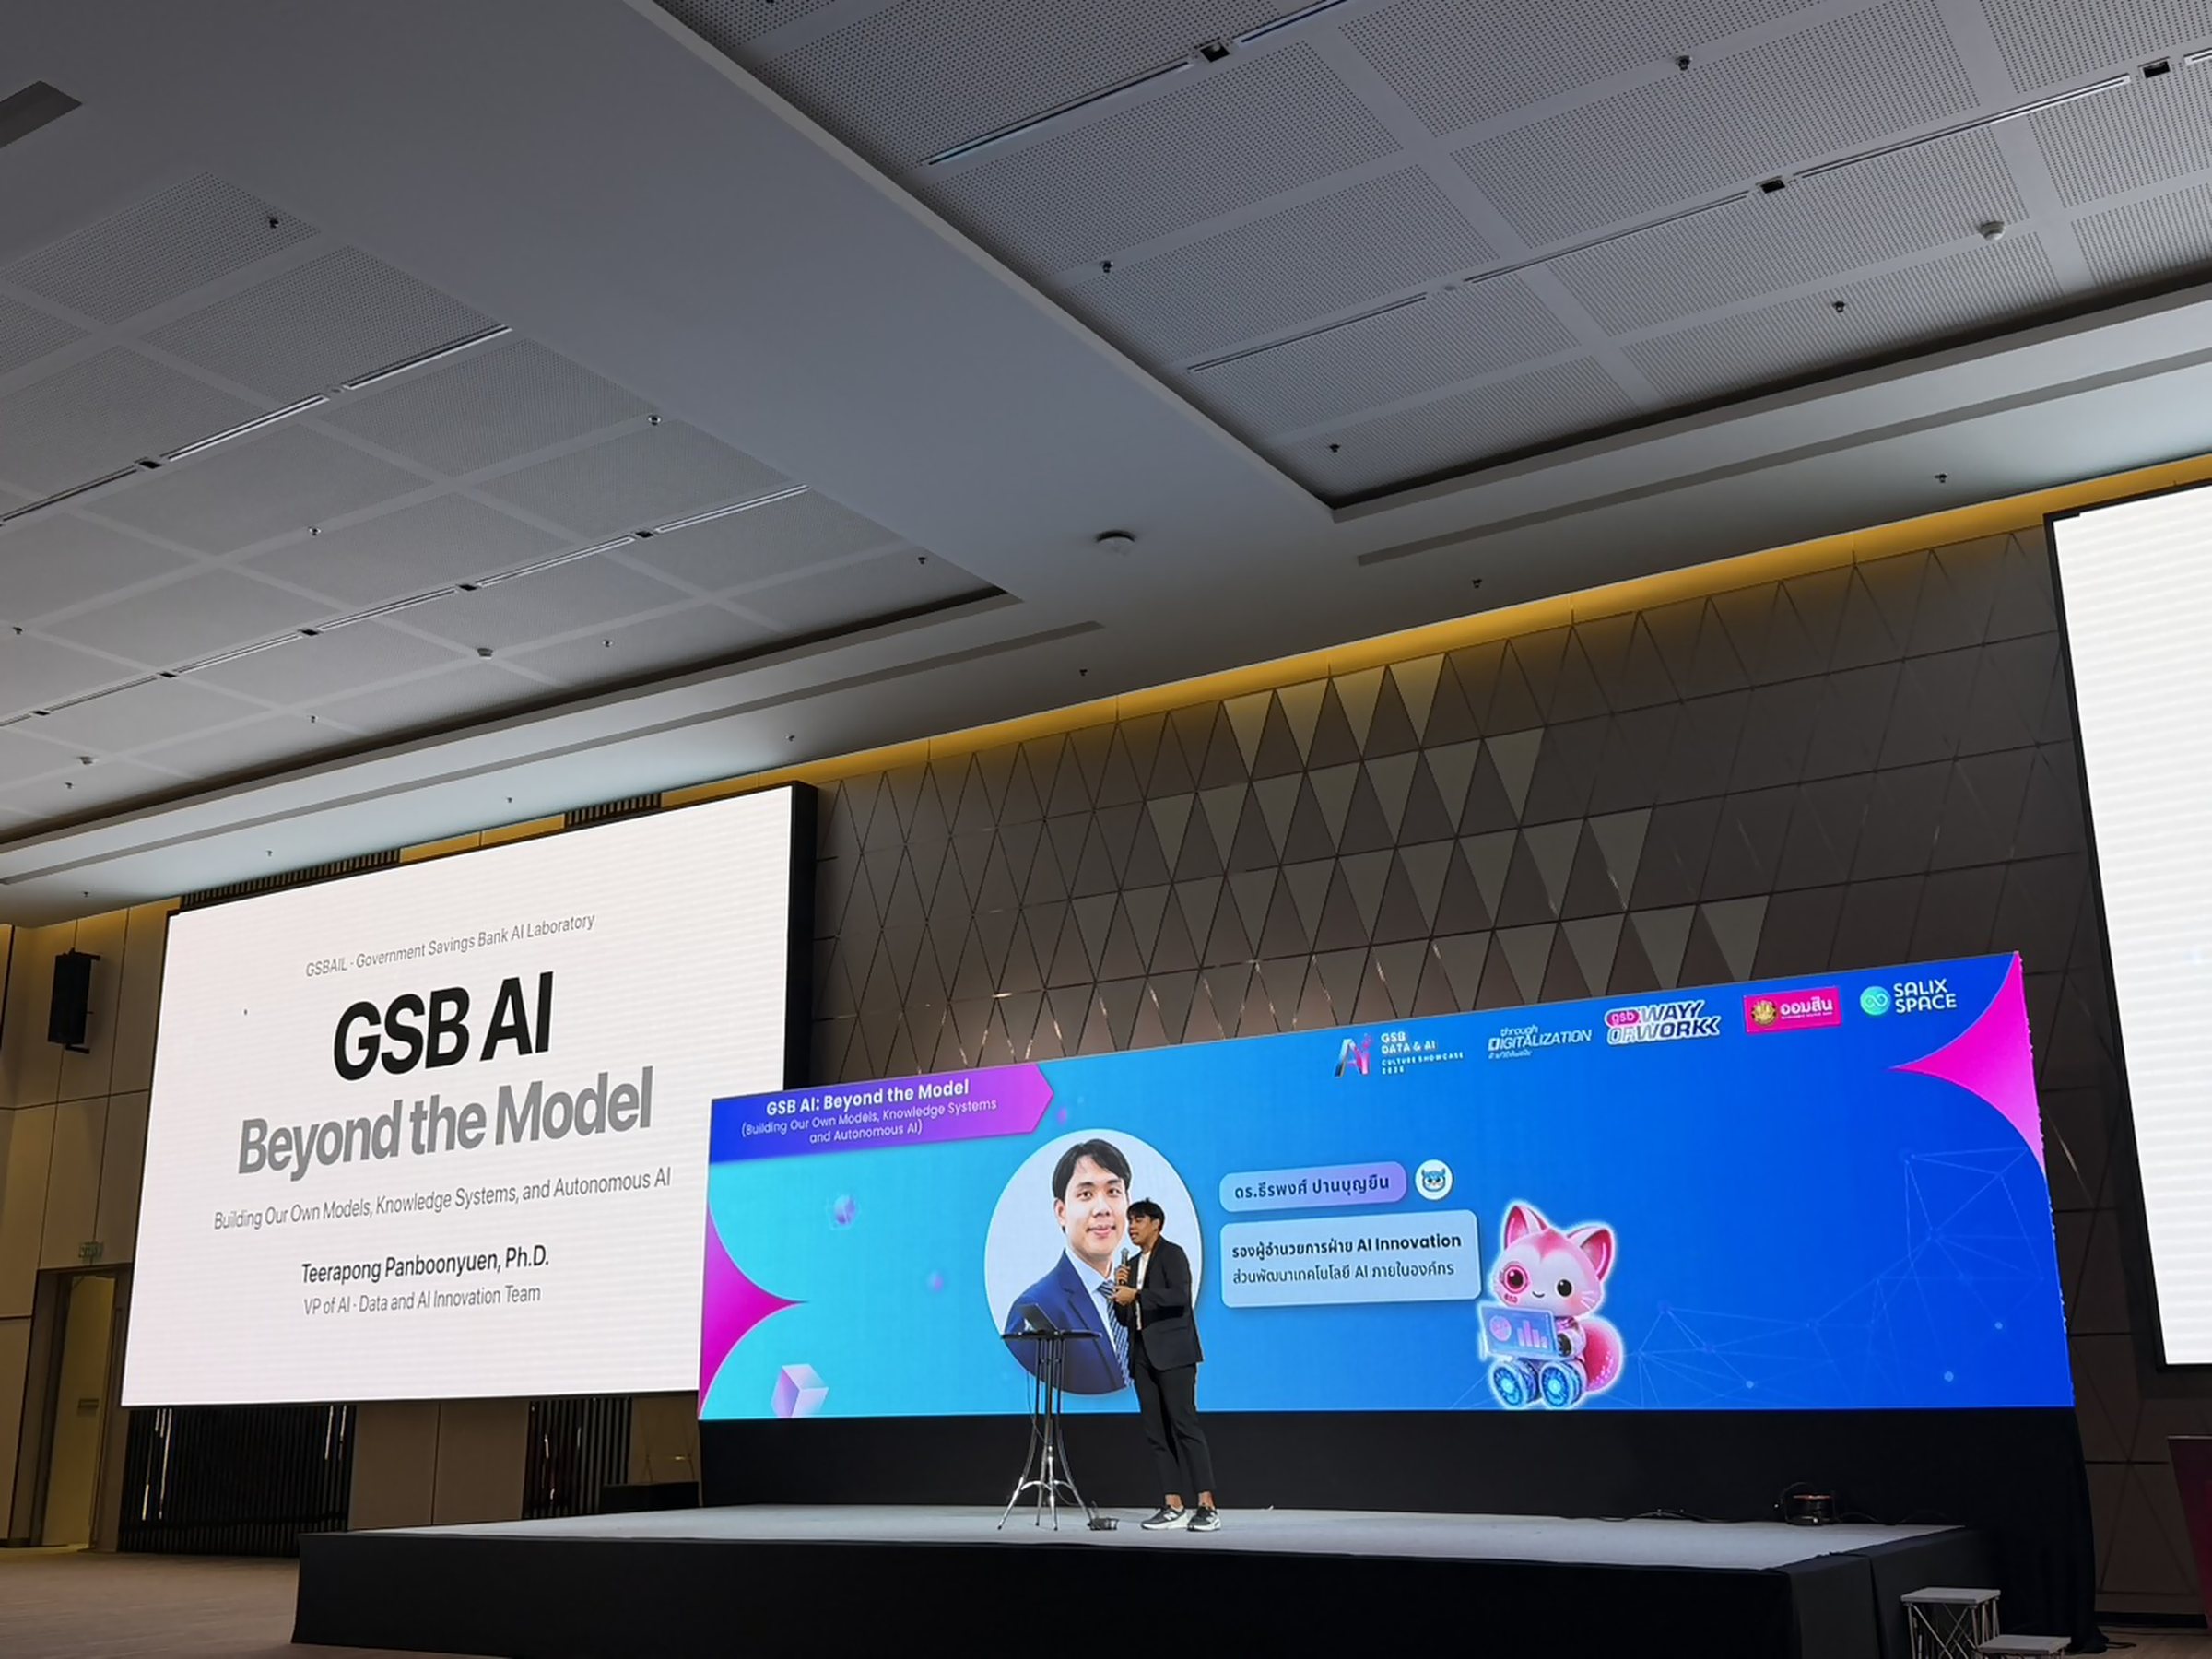 GSBAIL - Government Savings Bank AI Laboratory
GSB AI
Beyond the Model
Building Our Own Models, Knowledge Systems, and Autonomous AI
Teerapong Panboonyuen, Ph.D.
VP of AI · Data and AI Innovation Team
GSB AI: Beyond the Model
(Building Our Own Models, Knowledge Systems
and Autonomous AI)
AI
GSB
DATA & AI
CULTURE SHOWCASE
through
DIGITALIZATION
gsb WAYY
OF WORKK
ออมสิน
SALIX
SPACE
ดร.ธีรพงศ์ ปานบุญยืน
รองผู้อำนวยการฝ่าย AI Innovation
ส่วนพัฒนาเทคโนโลยี AI ภายในองค์กร